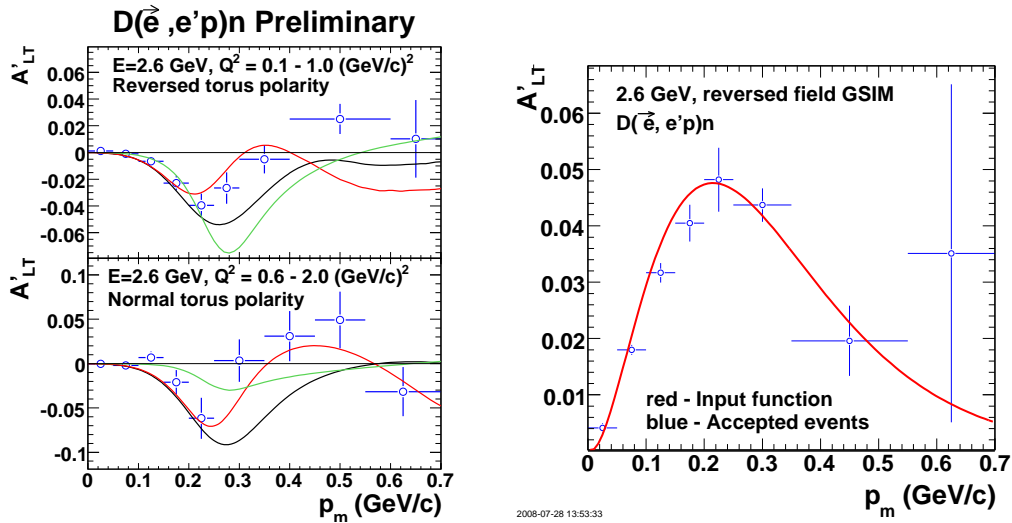 D(e⃗ ,e'p)n Preliminary
A'LT
E=2.6 GeV, Q² = 0.1 - 1.0 (GeV/c)²
Reversed torus polarity
0.06
0.04
0.02
0
-0.02
-0.04
-0.06
A'LT
E=2.6 GeV, Q² = 0.6 - 2.0 (GeV/c)²
Normal torus polarity
0.1
0.05
0
-0.05
-0.1
0 0.1 0.2 0.3 0.4 0.5 0.6 0.7
pm (GeV/c)
A'LT
2.6 GeV, reversed field GSIM
D(e⃗, e'p)n
0.06
0.05
0.04
0.03
0.02
0.01
red - Input function
blue - Accepted events
0 0.1 0.2 0.3 0.4 0.5 0.6 0.7
pm (GeV/c)
2008-07-28 13:53:33